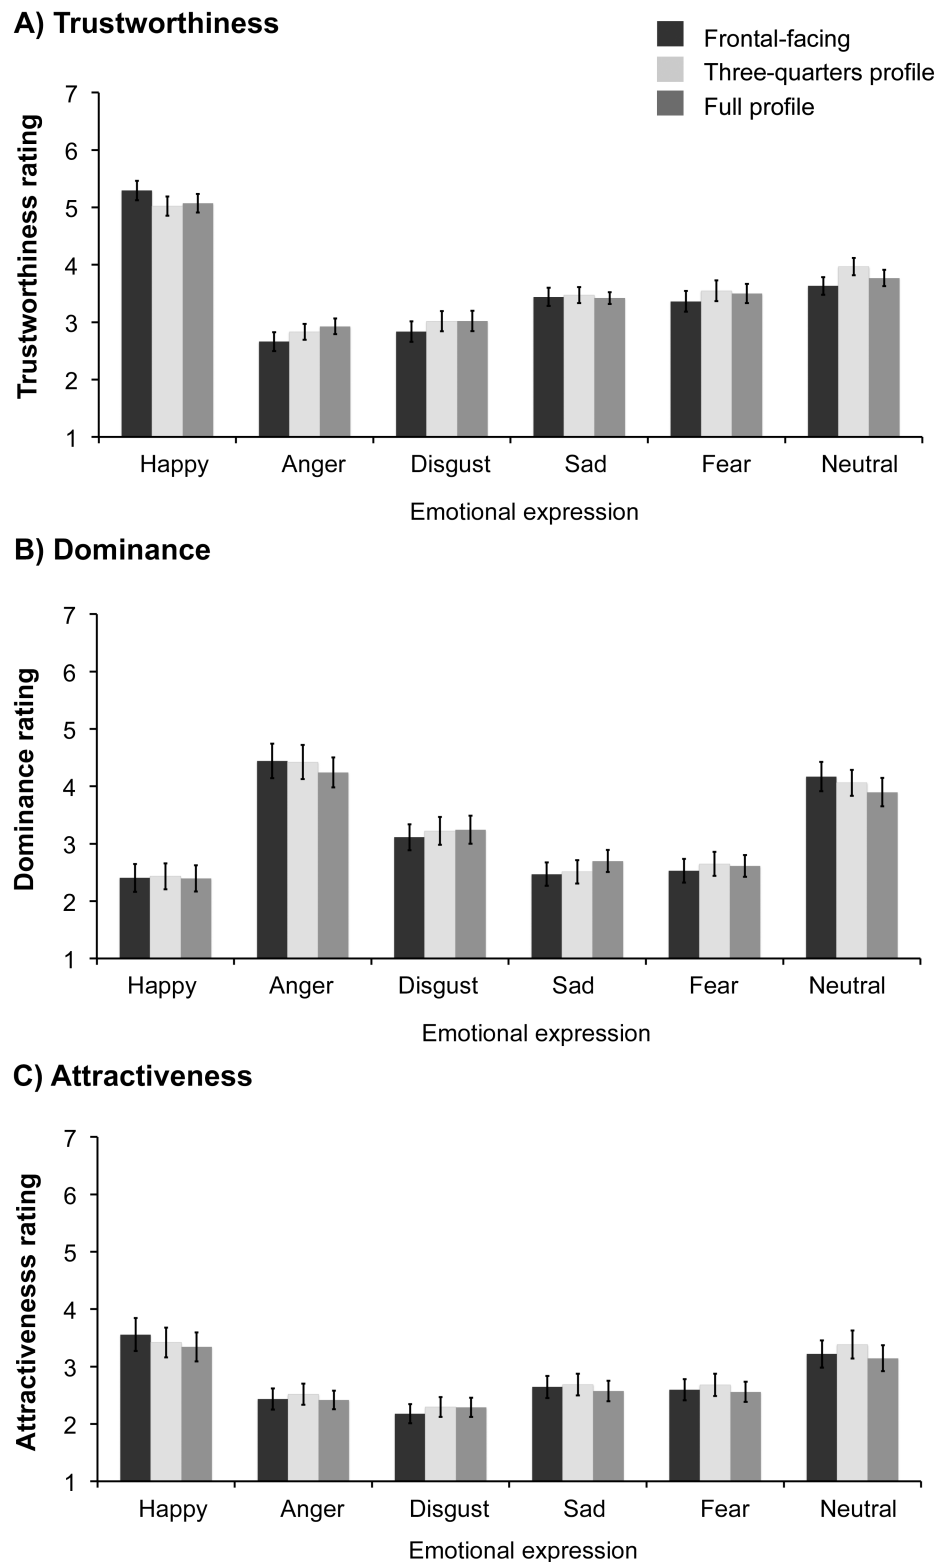 A) Trustworthiness
Frontal-facing
Three-quarters profile
Full profile
Trustworthiness rating
7
6
5
4
3
2
1
Happy Anger Disgust Sad Fear Neutral
Emotional expression
B) Dominance
Dominance rating
7
6
5
4
3
2
1
Happy Anger Disgust Sad Fear Neutral
Emotional expression
C) Attractiveness
Attractivenesss rating
7
6
5
4
3
2
1
Happy Anger Disgust Sad Fear Neutral
Emotional expression